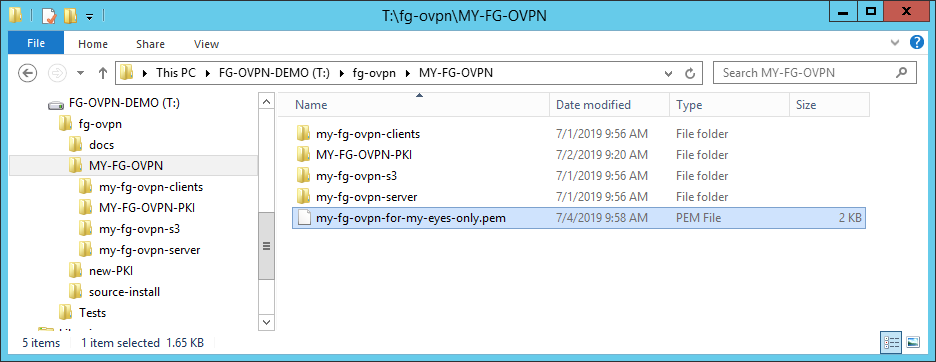 T:\fg-ovpn\MY-FG-OVPN
File Home Share View
This PC FG-OVPN-DEMO (T:) fg-ovpn MY-FG-OVPN
Search MY-FG-OVPN
FG-OVPN-DEMO (T:)
fg-ovpn
docs
MY-FG-OVPN
my-fg-ovpn-clients
MY-FG-OVPN-PKI
my-fg-ovpn-s3
my-fg-ovpn-server
new-PKI
source-install
Tests
Name Date modified Type Size
my-fg-ovpn-clients 7/1/2019 9:56 AM File folder
MY-FG-OVPN-PKI 7/2/2019 9:20 AM File folder
my-fg-ovpn-s3 7/1/2019 9:56 AM File folder
my-fg-ovpn-server 7/1/2019 9:56 AM File folder
my-fg-ovpn-for-my-eyes-only.pem 7/4/2019 9:58 AM PEM File 2 KB
5 items 1 item selected 1.65 KB